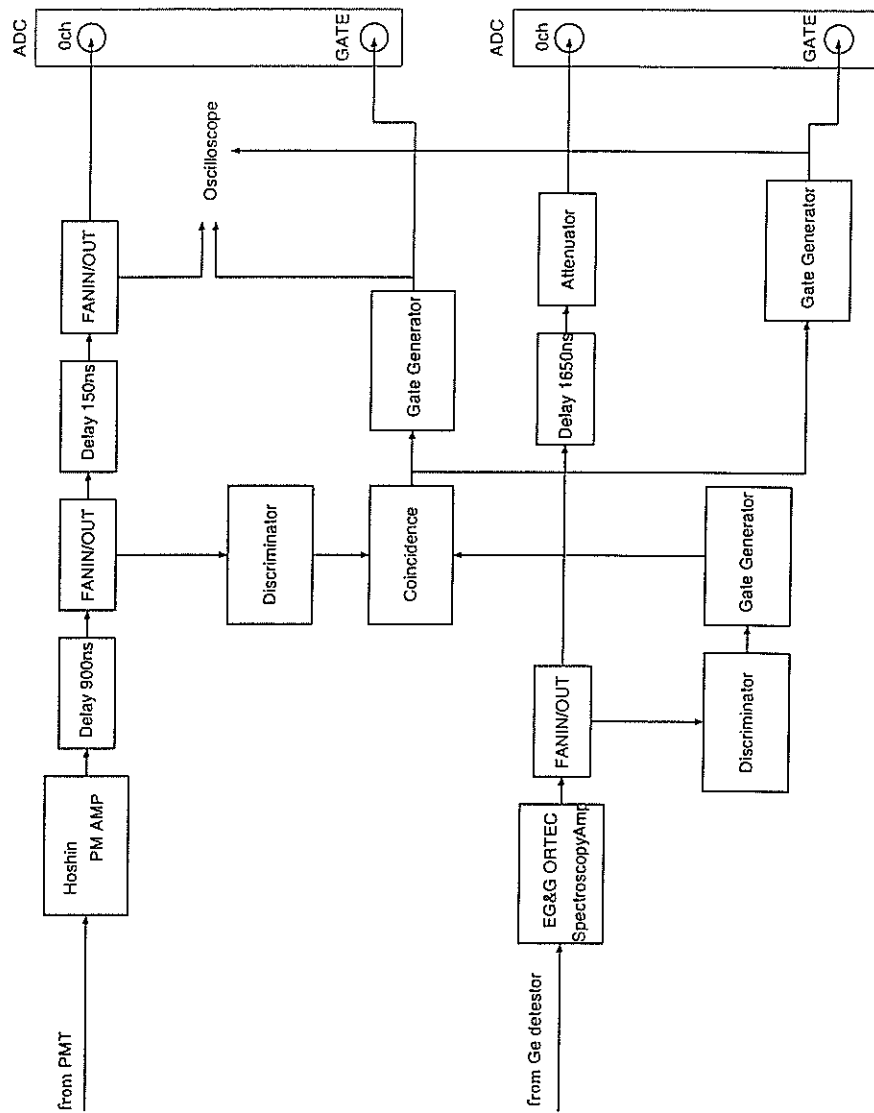 from PMT
Hoshin
PM AMP
Delay 900ns
FANIN/OUT
Delay 150ns
FANIN/OUT
ADC
0ch
GATE
Discriminator
Coincidence
Gate Generator
Oscilloscope
from Ge detestor
EG&G ORTEC
SpectroscopyAmp
FANIN/OUT
Delay 1650ns
Attenuator
ADC
0ch
GATE
Discriminator
Gate Generator
Gate Generator